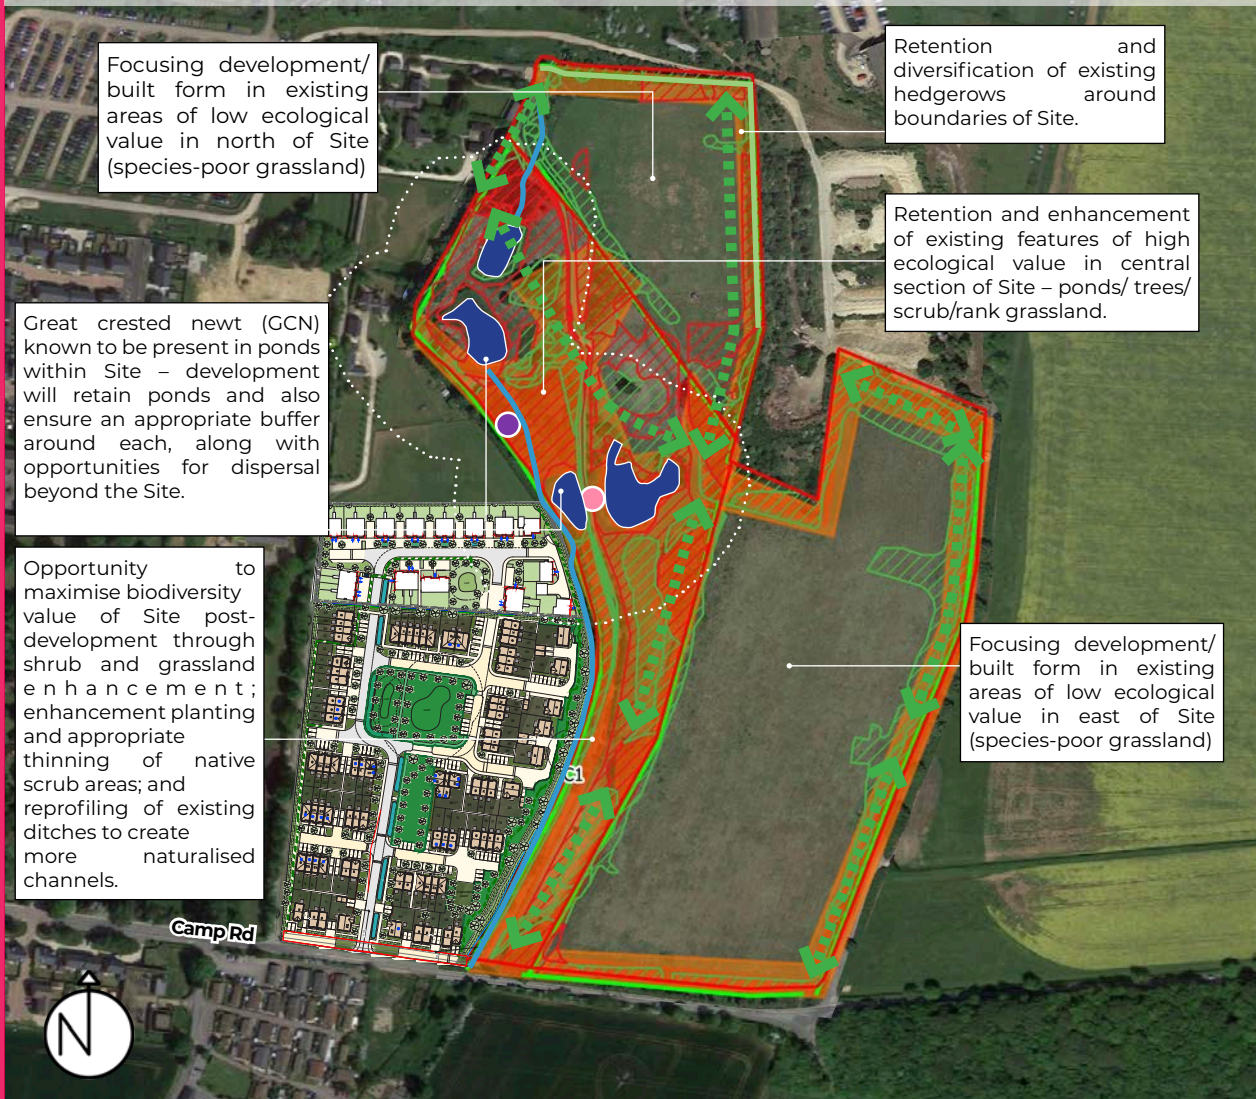 Focusing development/
built form in existing
areas of low ecological
value in north of Site
(species-poor grassland)
Retention and
diversification of existing
hedgerows around
boundaries of Site.
Retention and enhancement
of existing features of high
ecological value in central
section of Site – ponds/ trees/
scrub/rank grassland.
Great crested newt (GCN)
known to be present in ponds
within Site – development
will retain ponds and also
ensure an appropriate buffer
around each, along with
opportunities for dispersal
beyond the Site.
Opportunity to
maximise biodiversity
value of Site post-
development through
shrub and grassland
enhancement;
enhancement planting
and appropriate
thinning of native
scrub areas; and
reprofiling of existing
ditches to create
more naturalised
channels.
Focusing development/
built form in existing
areas of low ecological
value in east of Site
(species-poor grassland)
C1
Camp Rd
N